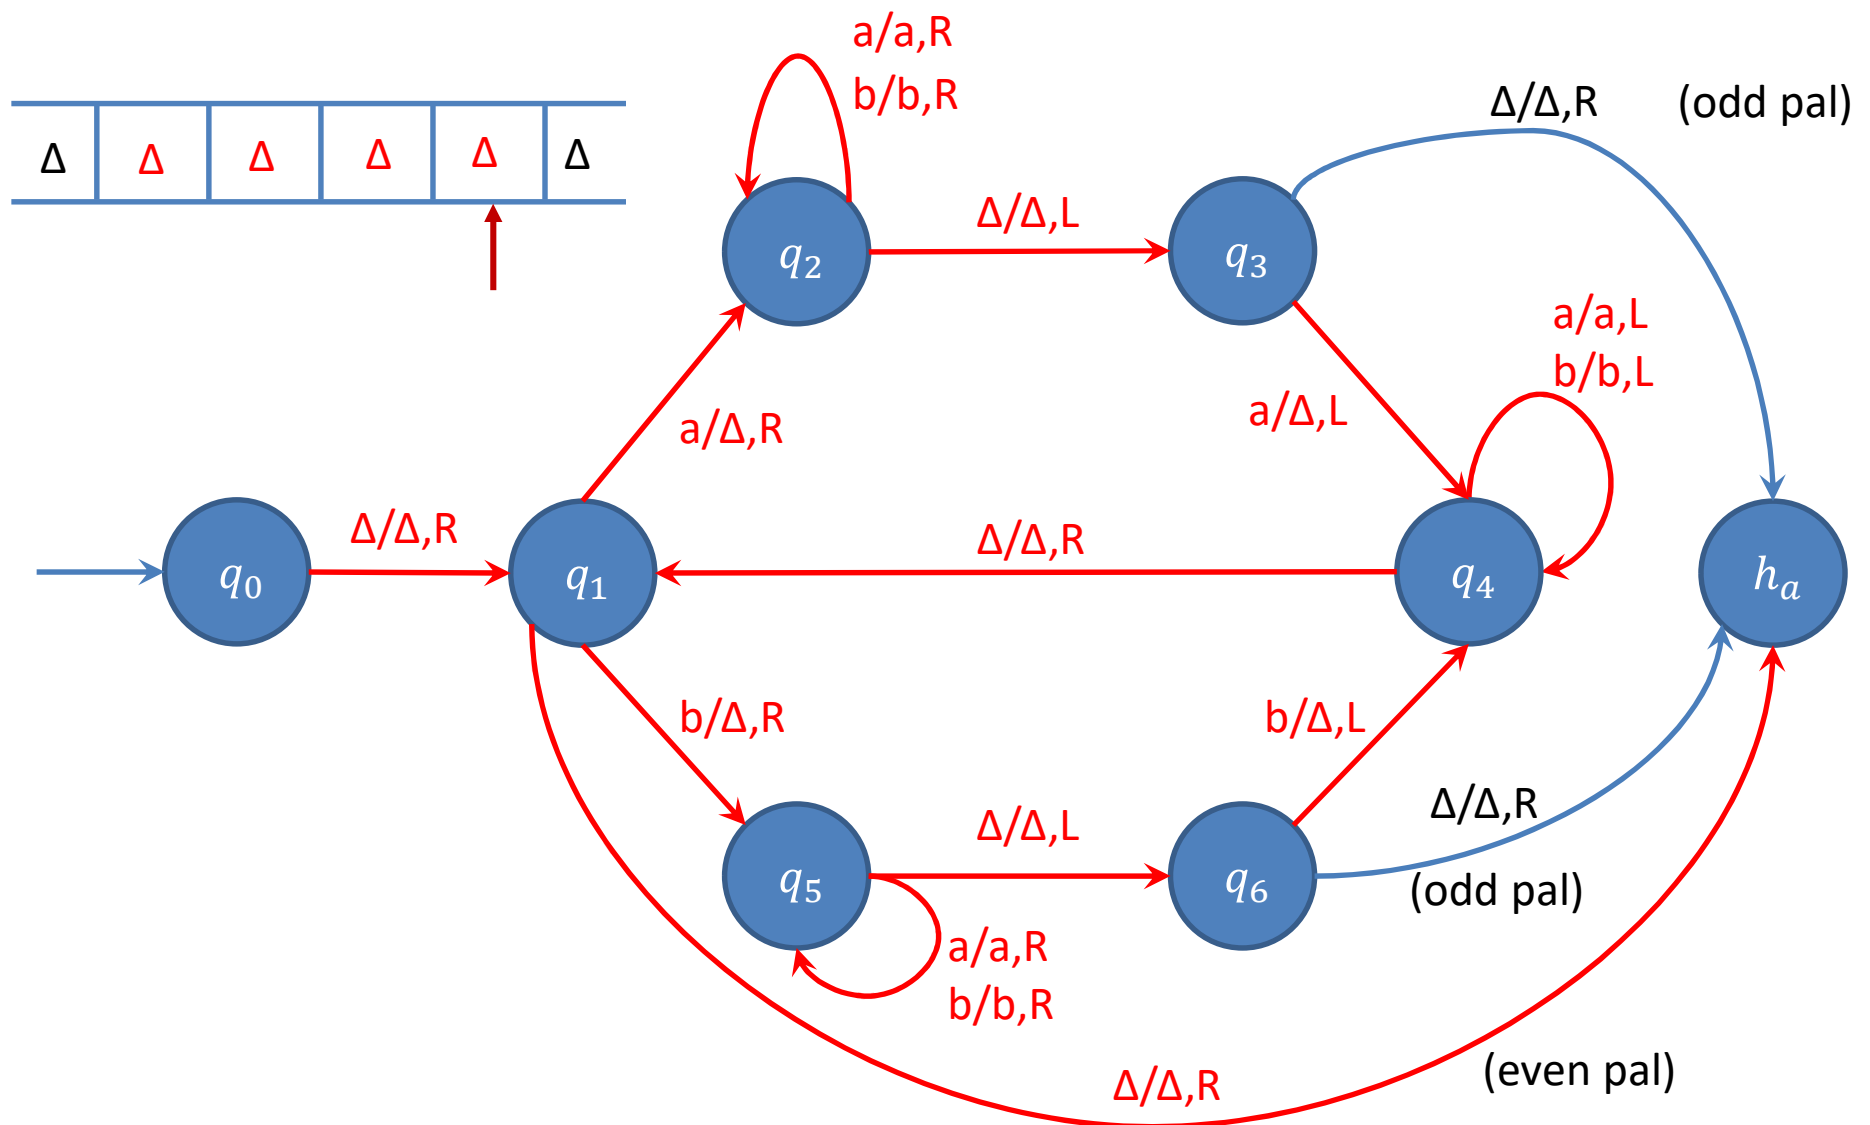 a/a,R
b/b,R
Δ/Δ,R (odd pal)
Δ Δ Δ Δ Δ Δ
Δ/Δ,L
q₂ q₃
a/a,L
b/b,L
a/Δ,R a/Δ,L
Δ/Δ,R Δ/Δ,R
q₀ q₁ q₄ hₐ
b/Δ,R b/Δ,L
Δ/Δ,L Δ/Δ,R
q₅ q₆ (odd pal)
a/a,R
b/b,R
Δ/Δ,R (even pal)